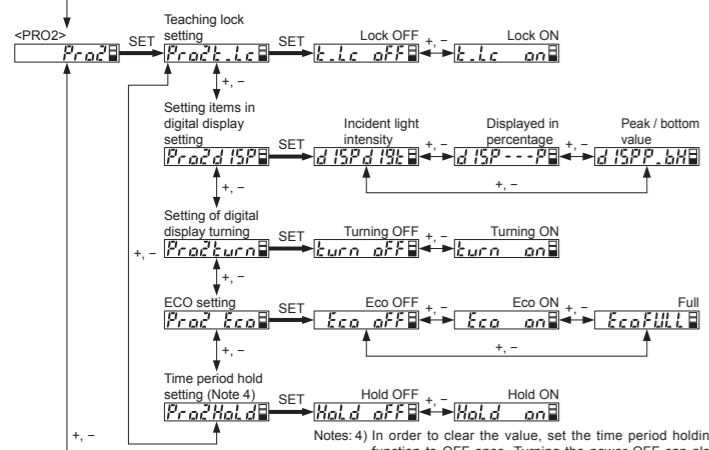 Teaching lock
setting
<PRO2>
Pro2
SET
Pro2t.Lc
SET
Lock OFF
t.Lc oFF
+, −
Lock ON
t.Lc on
+, −
Setting items in
digital display
setting
Pro2dISP
SET
Incident light
intensity
dISPdIGt
+, −
Displayed in
percentage
dISP---P
+, −
Peak / bottom
value
dISPP_bH
+, −
+, −
Setting of digital
display turning
Pro2turn
SET
Turning OFF
turn oFF
+, −
Turning ON
turn on
+, −
+, −
ECO setting
Pro2 Eco
SET
Eco OFF
Eco oFF
+, −
Eco ON
Eco on
+, −
Full
EcoFULL
+, −
+, −
Time period hold
setting (Note 4)
Pro2HoLd
SET
Hold OFF
HoLd oFF
+, −
Hold ON
HoLd on
+, −
Notes: 4) In order to clear the value, set the time period holdin
function to OFF once. Turning the power OFF can al